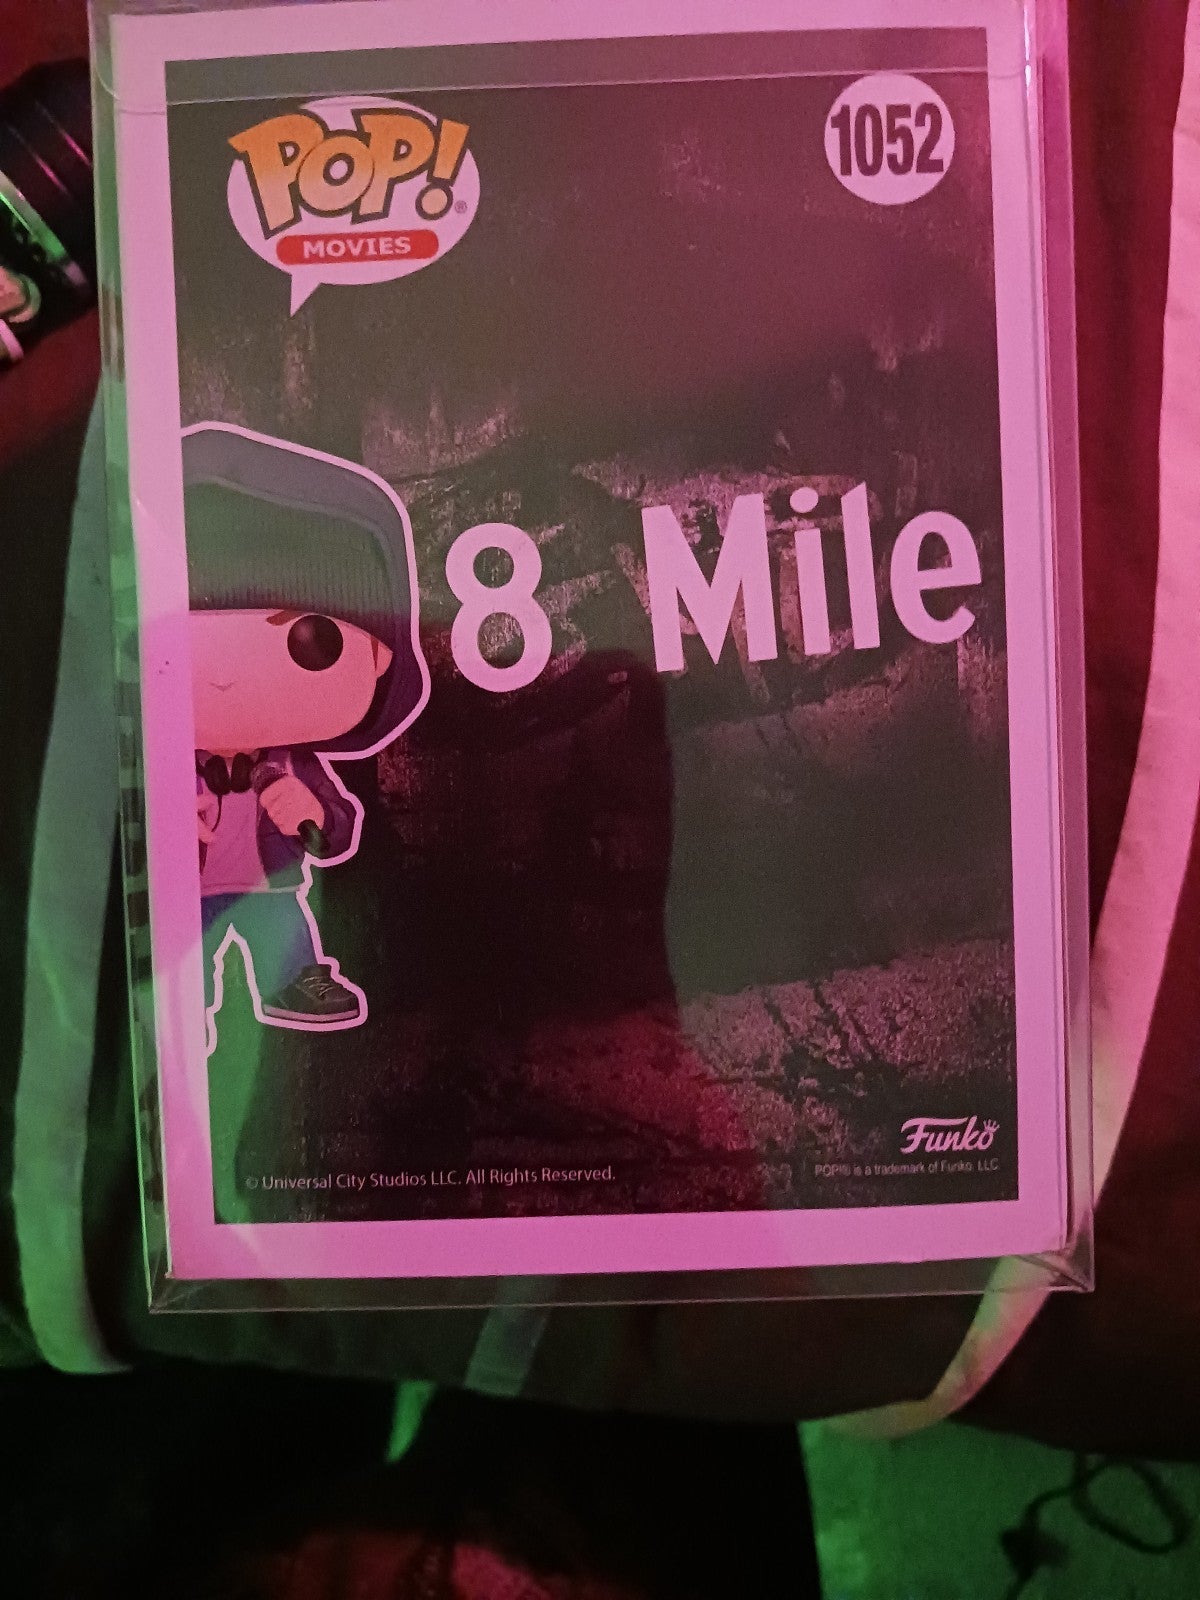 POP!®
MOVIES
1052
8 Mile
Funko
POP!® is a trademark of Funko LLC
© Universal City Studios LLC. All Rights Reserved.